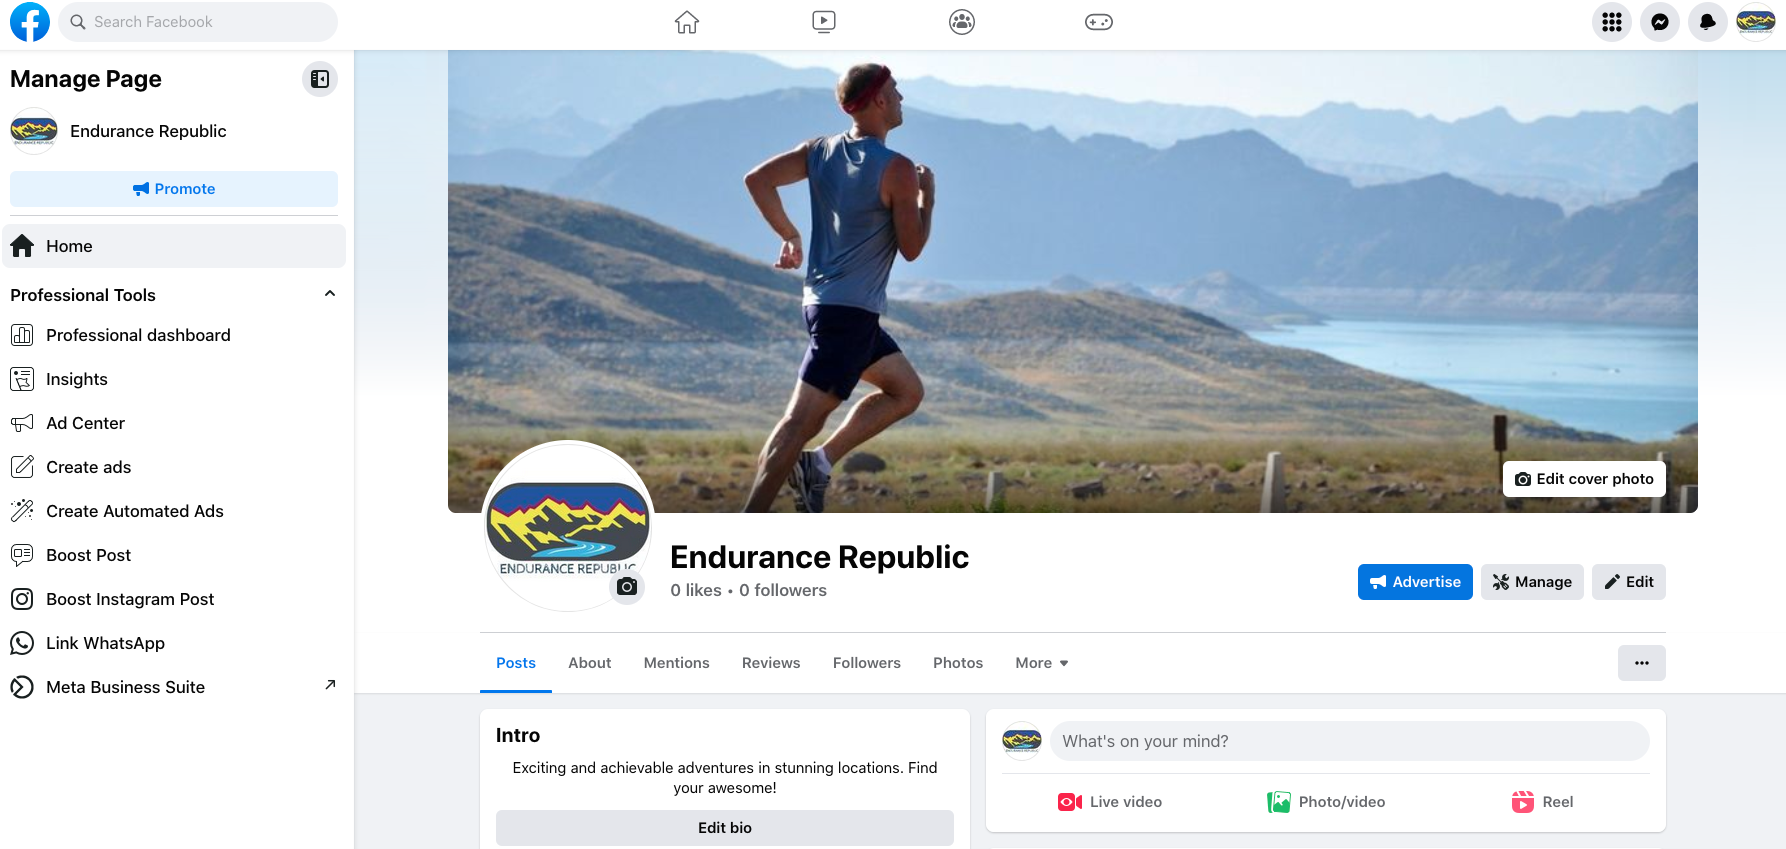 Search Facebook
Manage Page
Endurance Republic
Promote
Home
Professional Tools
Professional dashboard
Insights
Ad Center
Create ads
Create Automated Ads
Boost Post
Boost Instagram Post
Link WhatsApp
Meta Business Suite
Edit cover photo
ENDURANCE REPUBLIC
Endurance Republic
0 likes • 0 followers
Advertise
Manage
Edit
Posts
About
Mentions
Reviews
Followers
Photos
More
Intro
Exciting and achievable adventures in stunning locations. Find
your awesome!
Edit bio
What's on your mind?
Live video
Photo/video
Reel